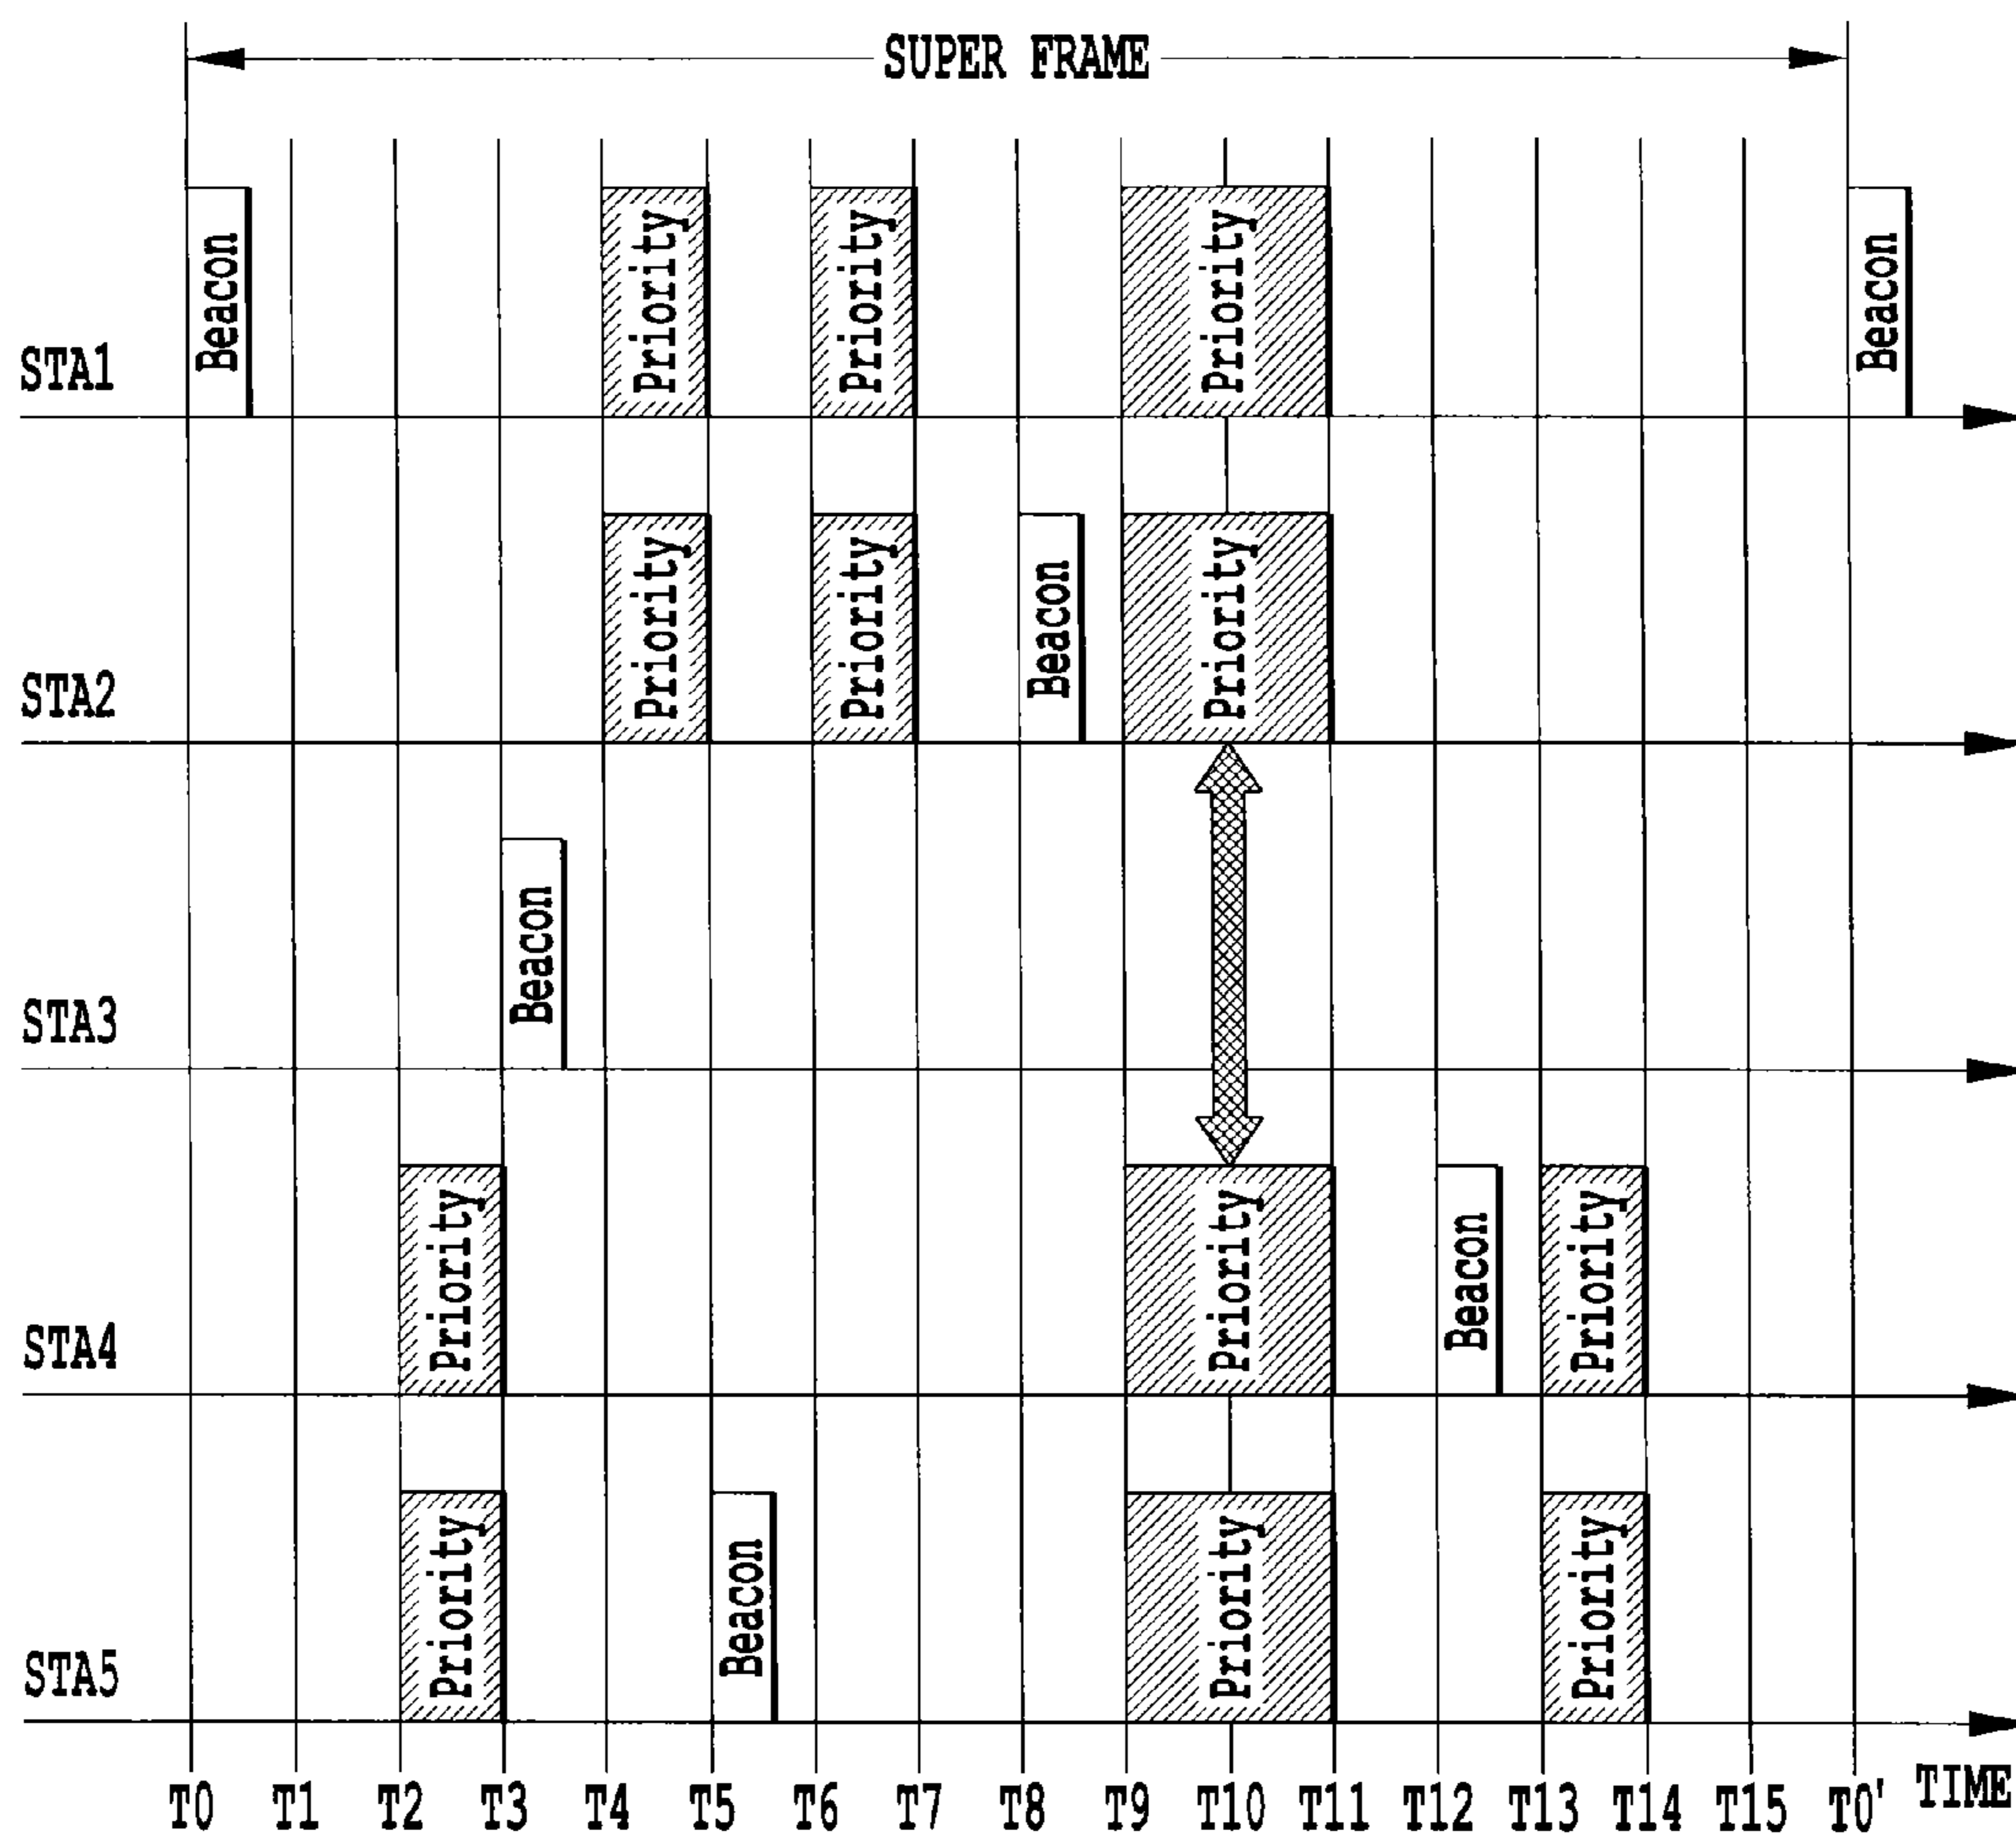 SUPER FRAME
Beacon
Priority
Priority
Priority
Beacon
STA1
Priority
Priority
Beacon
Priority
STA2
Beacon
STA3
Priority
Priority
Beacon
Priority
STA4
Priority
Beacon
Priority
Priority
STA5
T0 T1 T2 T3 T4 T5 T6 T7 T8 T9 T10 T11 T12 T13 T14 T15 T0' TIME